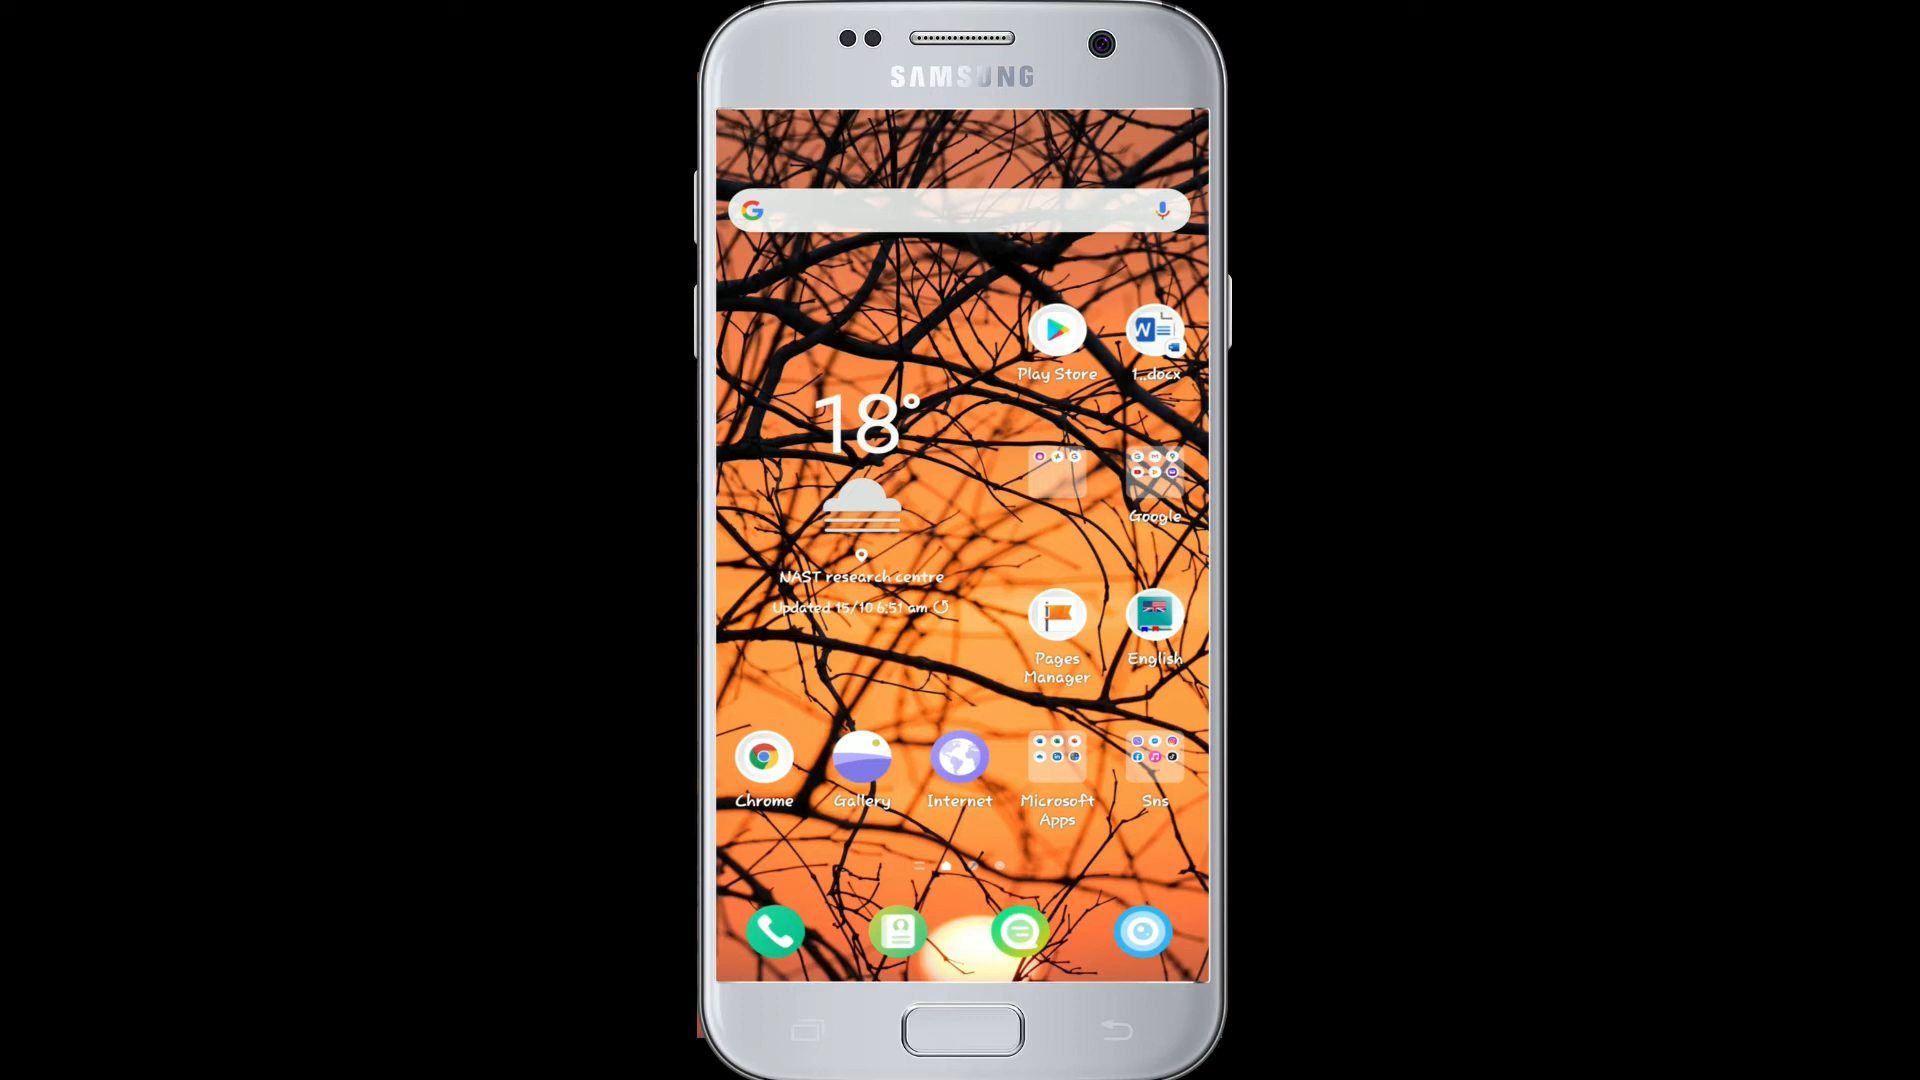 SAMSUNG
Play Store
1..docx
18°
Google
NAST research centre
Updated 15/10 6:51 am
Pages
Manager
English
Chrome
Gallery
Internet
Microsoft
Apps
Sns